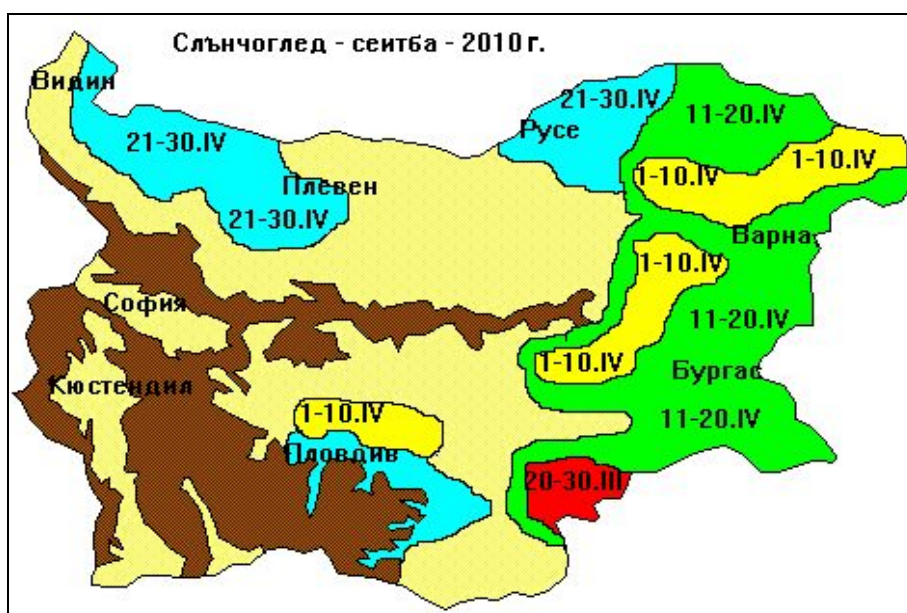 Слънчоглед - сеитба - 2010 г.
Видин
21-30.IV
21-30.IV
Русе
11-20.IV
1-10.IV
1-10.IV
Плевен
21-30.IV
Варна
1-10.IV
София
11-20.IV
1-10.IV
Бургас
Кюстендил
1-10.IV
11-20.IV
Пловдив
20-30.III